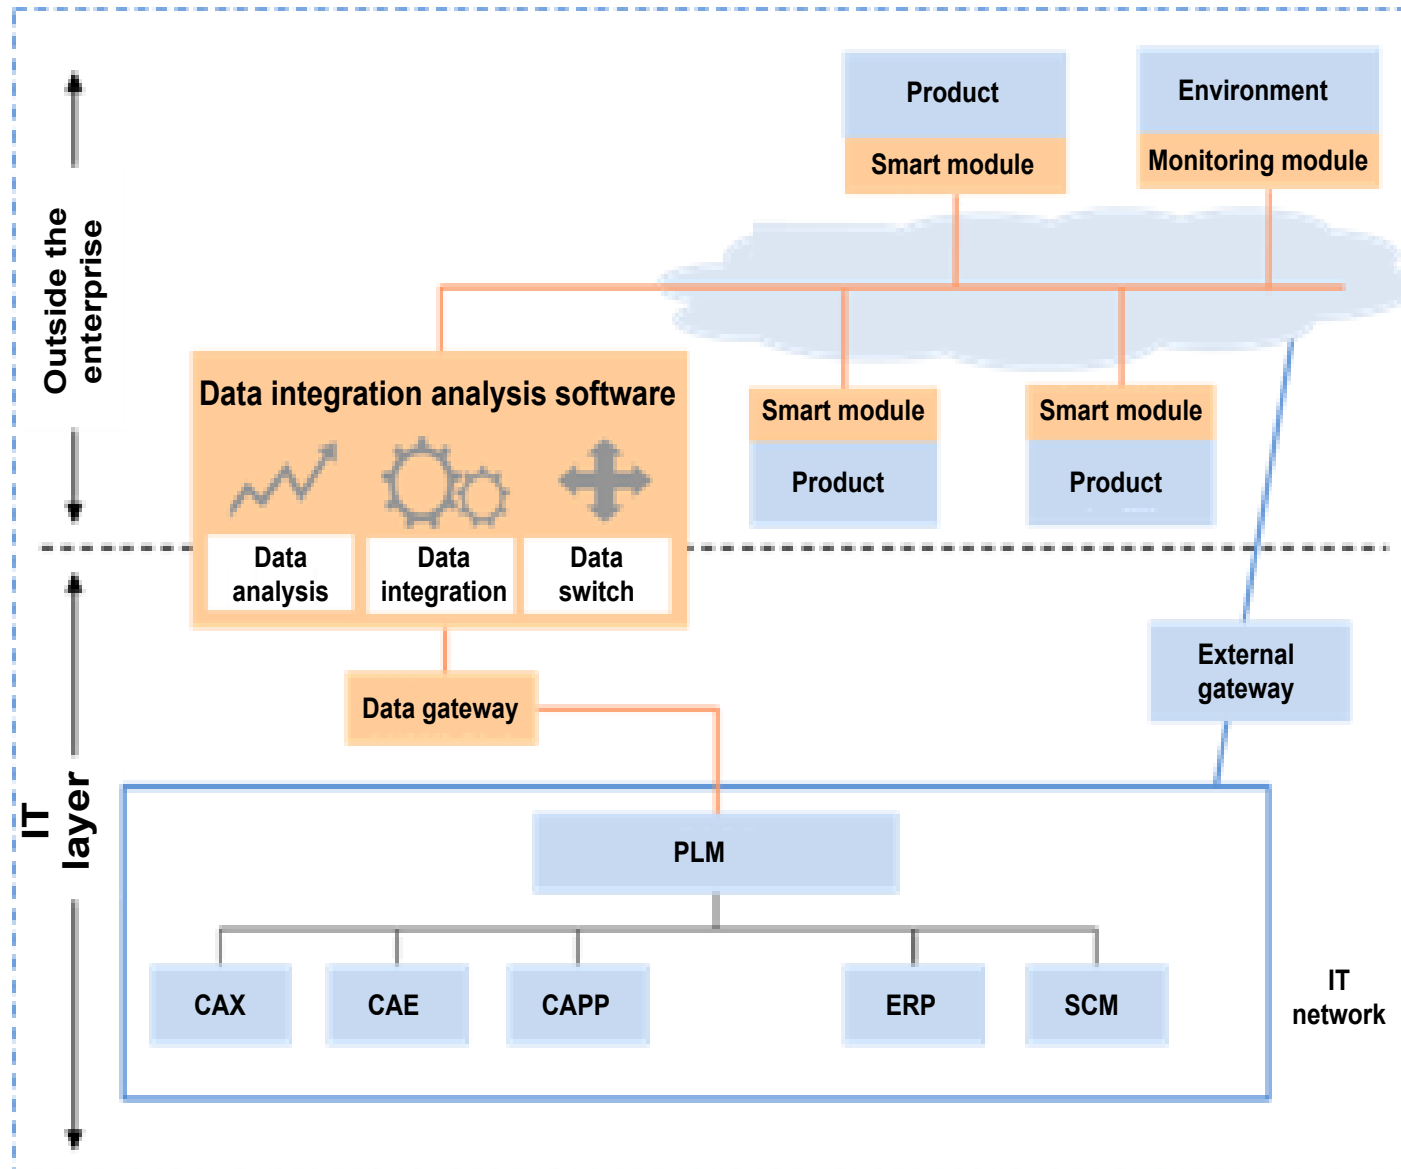 Product
Smart module
Environment
Monitoring module
Outside the
enterprise
Data integration analysis software
Data
analysis
Data
integration
Data
switch
Smart module
Product
Smart module
Product
Data gateway
External
gateway
IT
layer
PLM
CAX
CAE
CAPP
ERP
SCM
IT
network